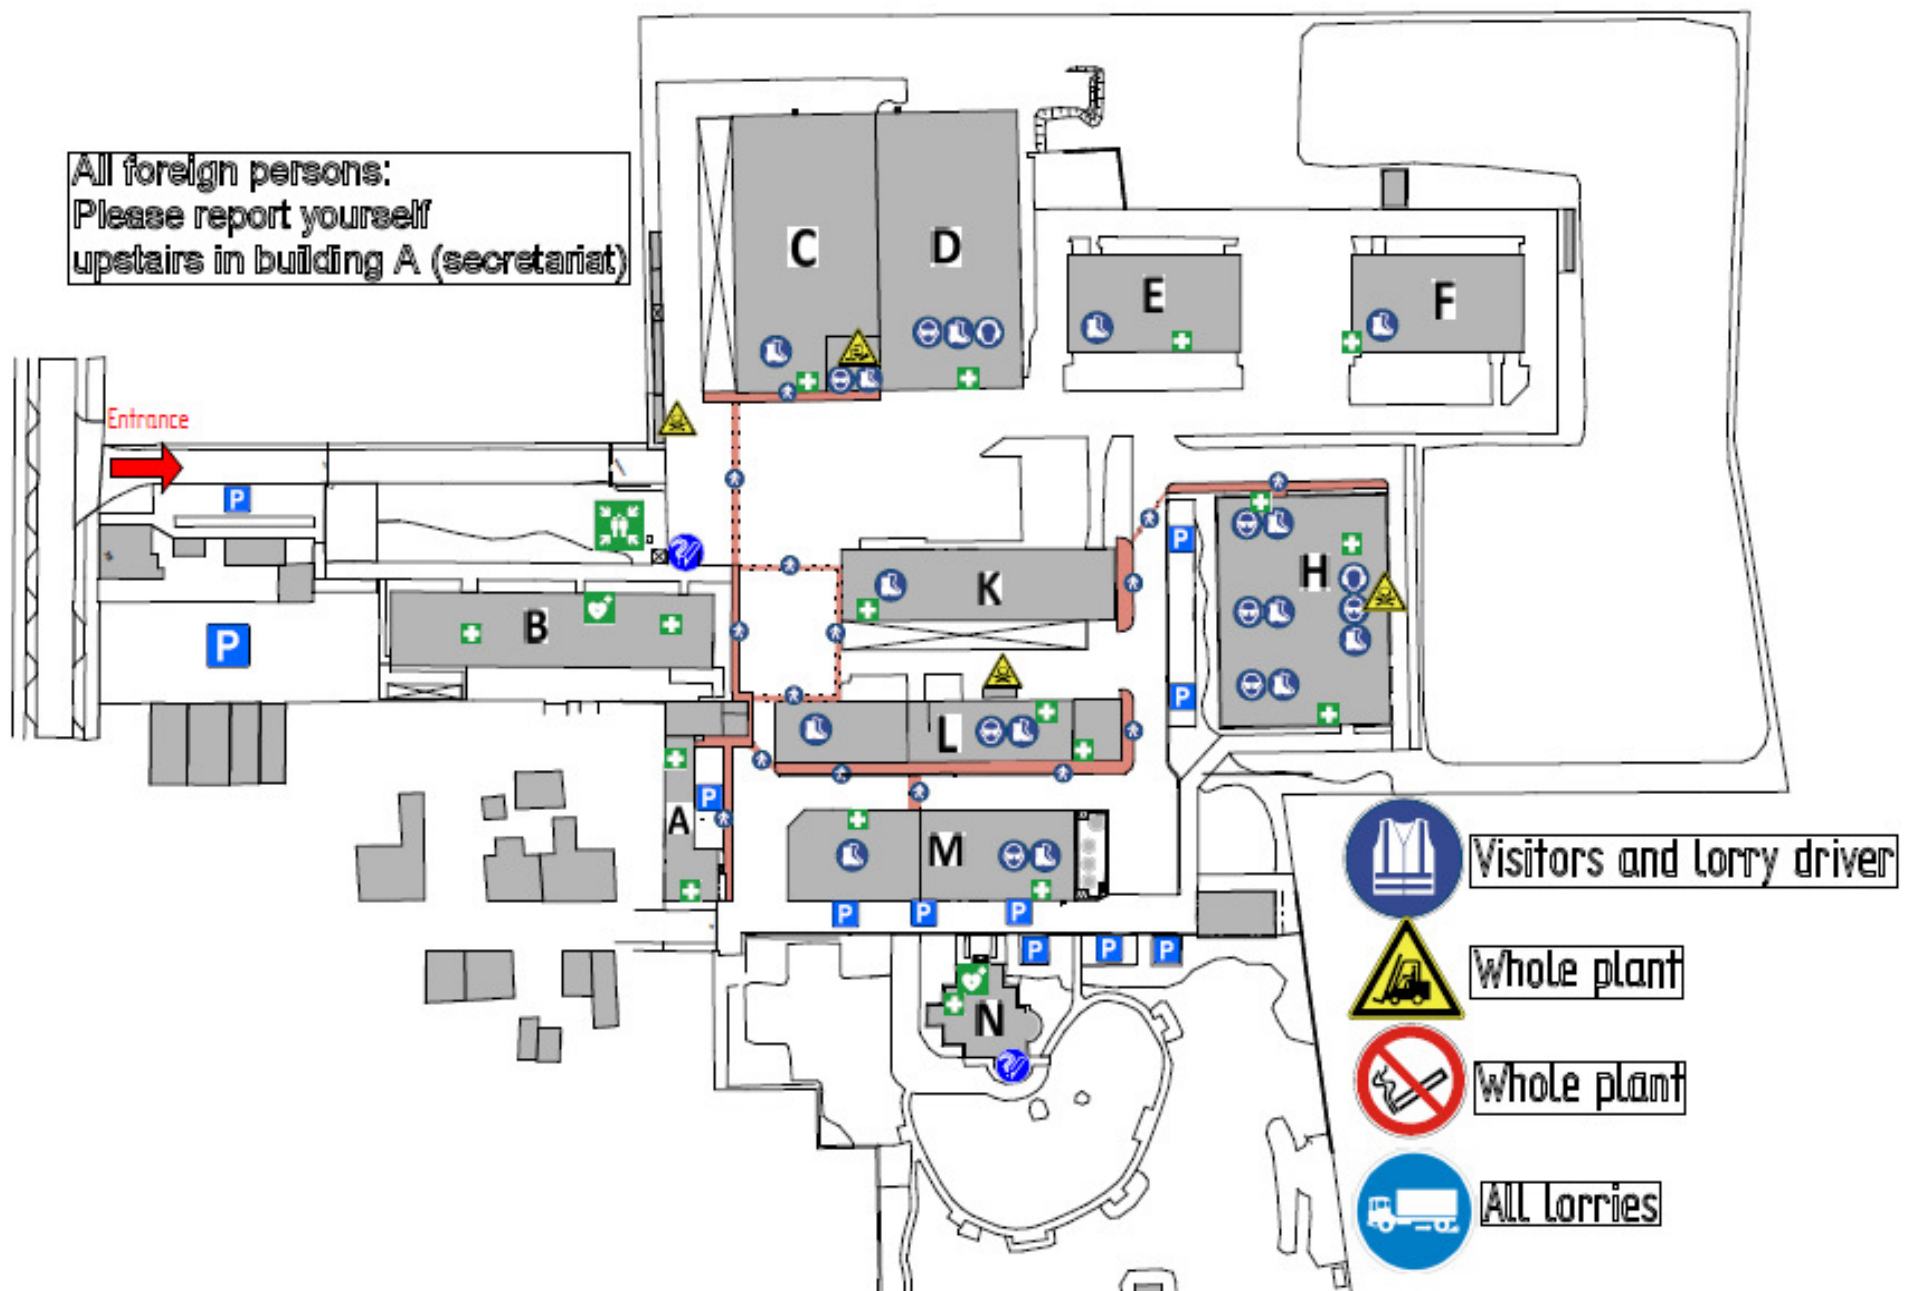 All foreign persons:
Please report yourself
upstairs in building A (secretariat)
C
D
E
F
Entrance
P
P
H
K
B
P
P
L
P
A
M
P
P
P
P
P
P
N
Visitors and lorry driver
Whole plant
Whole plant
All lorries